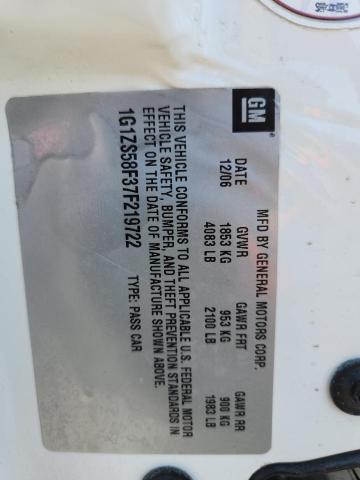 GM
MFD BY GENERAL MOTORS CORP.
DATE GVWR GAWR FRT GAWR RR
12/06 1853 KG 953 KG 900 KG
4083 LB 2100 LB 1983 LB
THIS VEHICLE CONFORMS TO ALL APPLICABLE U.S. FEDERAL MOTOR
VEHICLE SAFETY, BUMPER, AND THEFT PREVENTION STANDARDS IN
EFFECT ON THE DATE OF MANUFACTURE SHOWN ABOVE.
1G1ZS58F37F219722 TYPE: PASS CAR